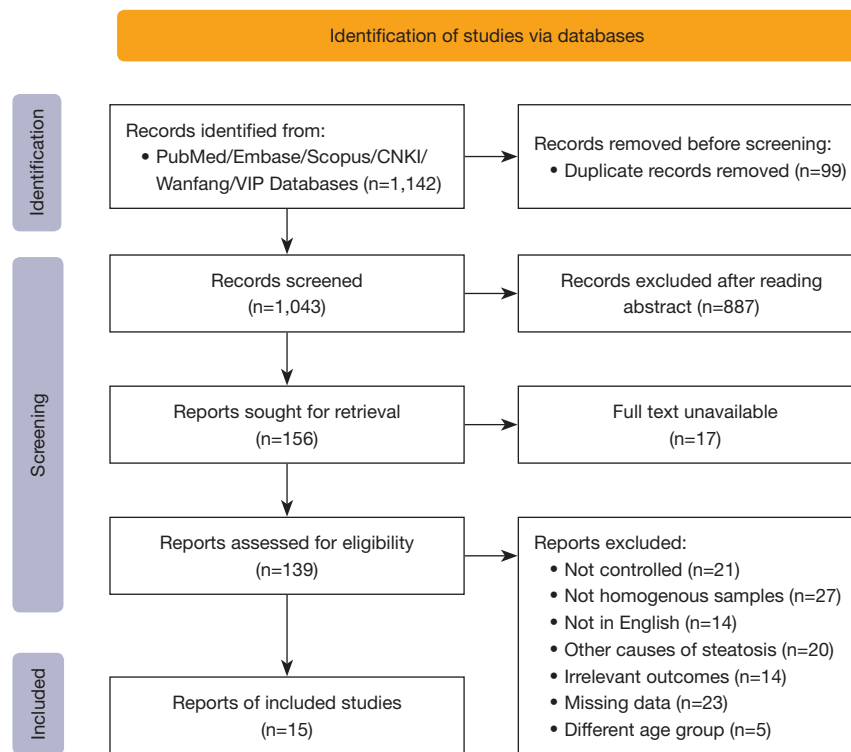 Identification of studies via databases
Identification
Records identified from:
• PubMed/Embase/Scopus/CNKI/
Wanfang/VIP Databases (n=1,142)
Records removed before screening:
• Duplicate records removed (n=99)
Screening
Records screened
(n=1,043)
Records excluded after reading
abstract (n=887)
Reports sought for retrieval
(n=156)
Full text unavailable
(n=17)
Reports assessed for eligibility
(n=139)
Reports excluded:
• Not controlled (n=21)
• Not homogenous samples (n=27)
• Not in English (n=14)
• Other causes of steatosis (n=20)
• Irrelevant outcomes (n=14)
• Missing data (n=23)
• Different age group (n=5)
Included
Reports of included studies
(n=15)